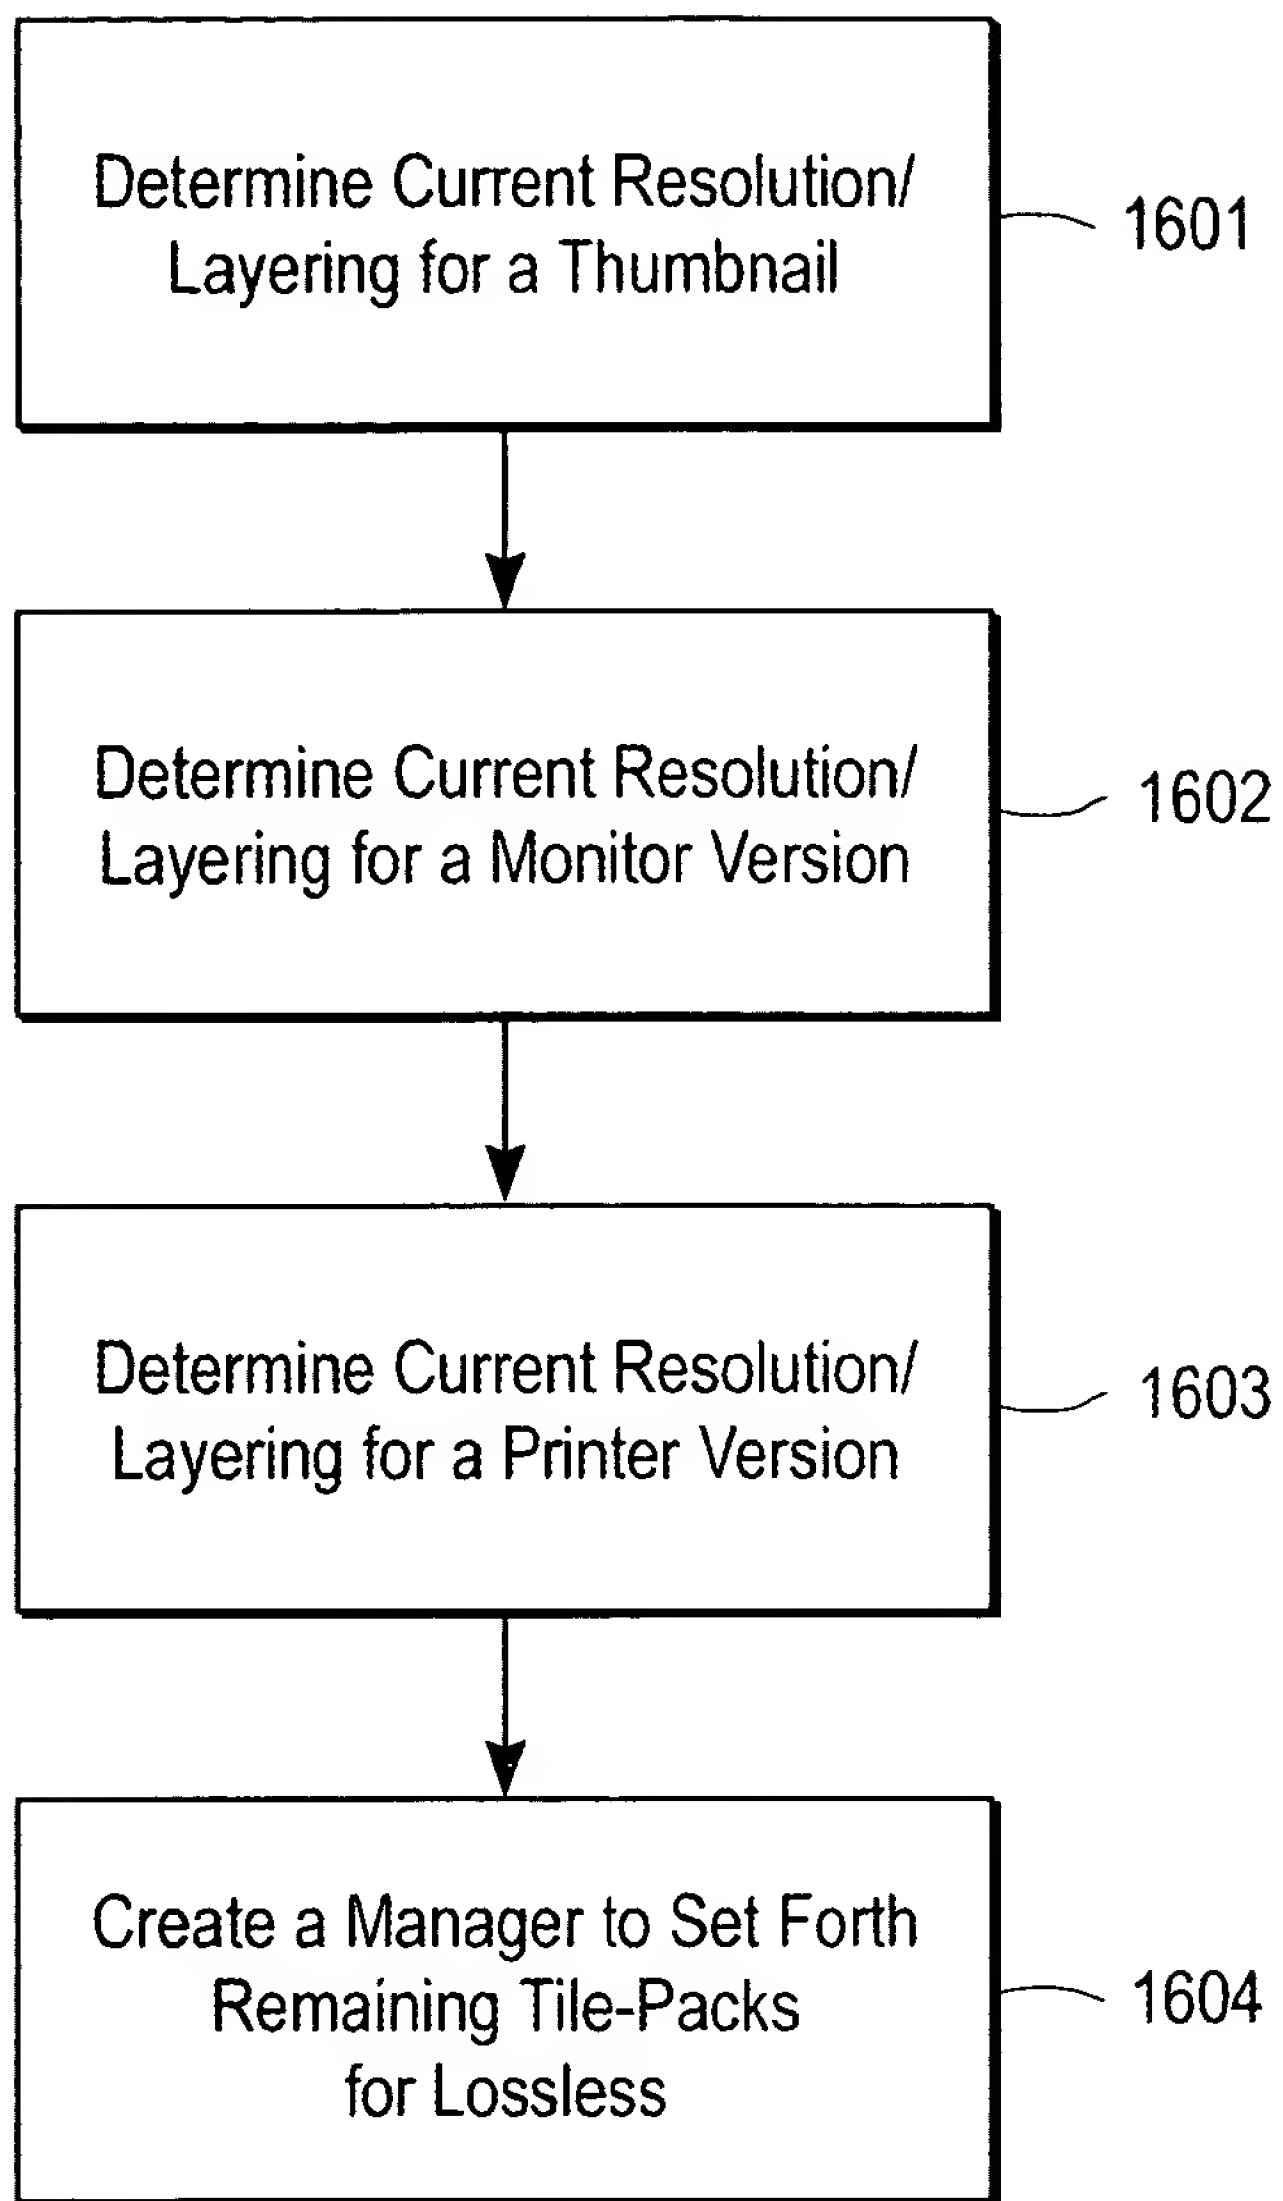 Determine Current Resolution/
Layering for a Thumbnail
1601
Determine Current Resolution/
Layering for a Monitor Version
1602
Determine Current Resolution/
Layering for a Printer Version
1603
Create a Manager to Set Forth
Remaining Tile-Packs
for Lossless
1604